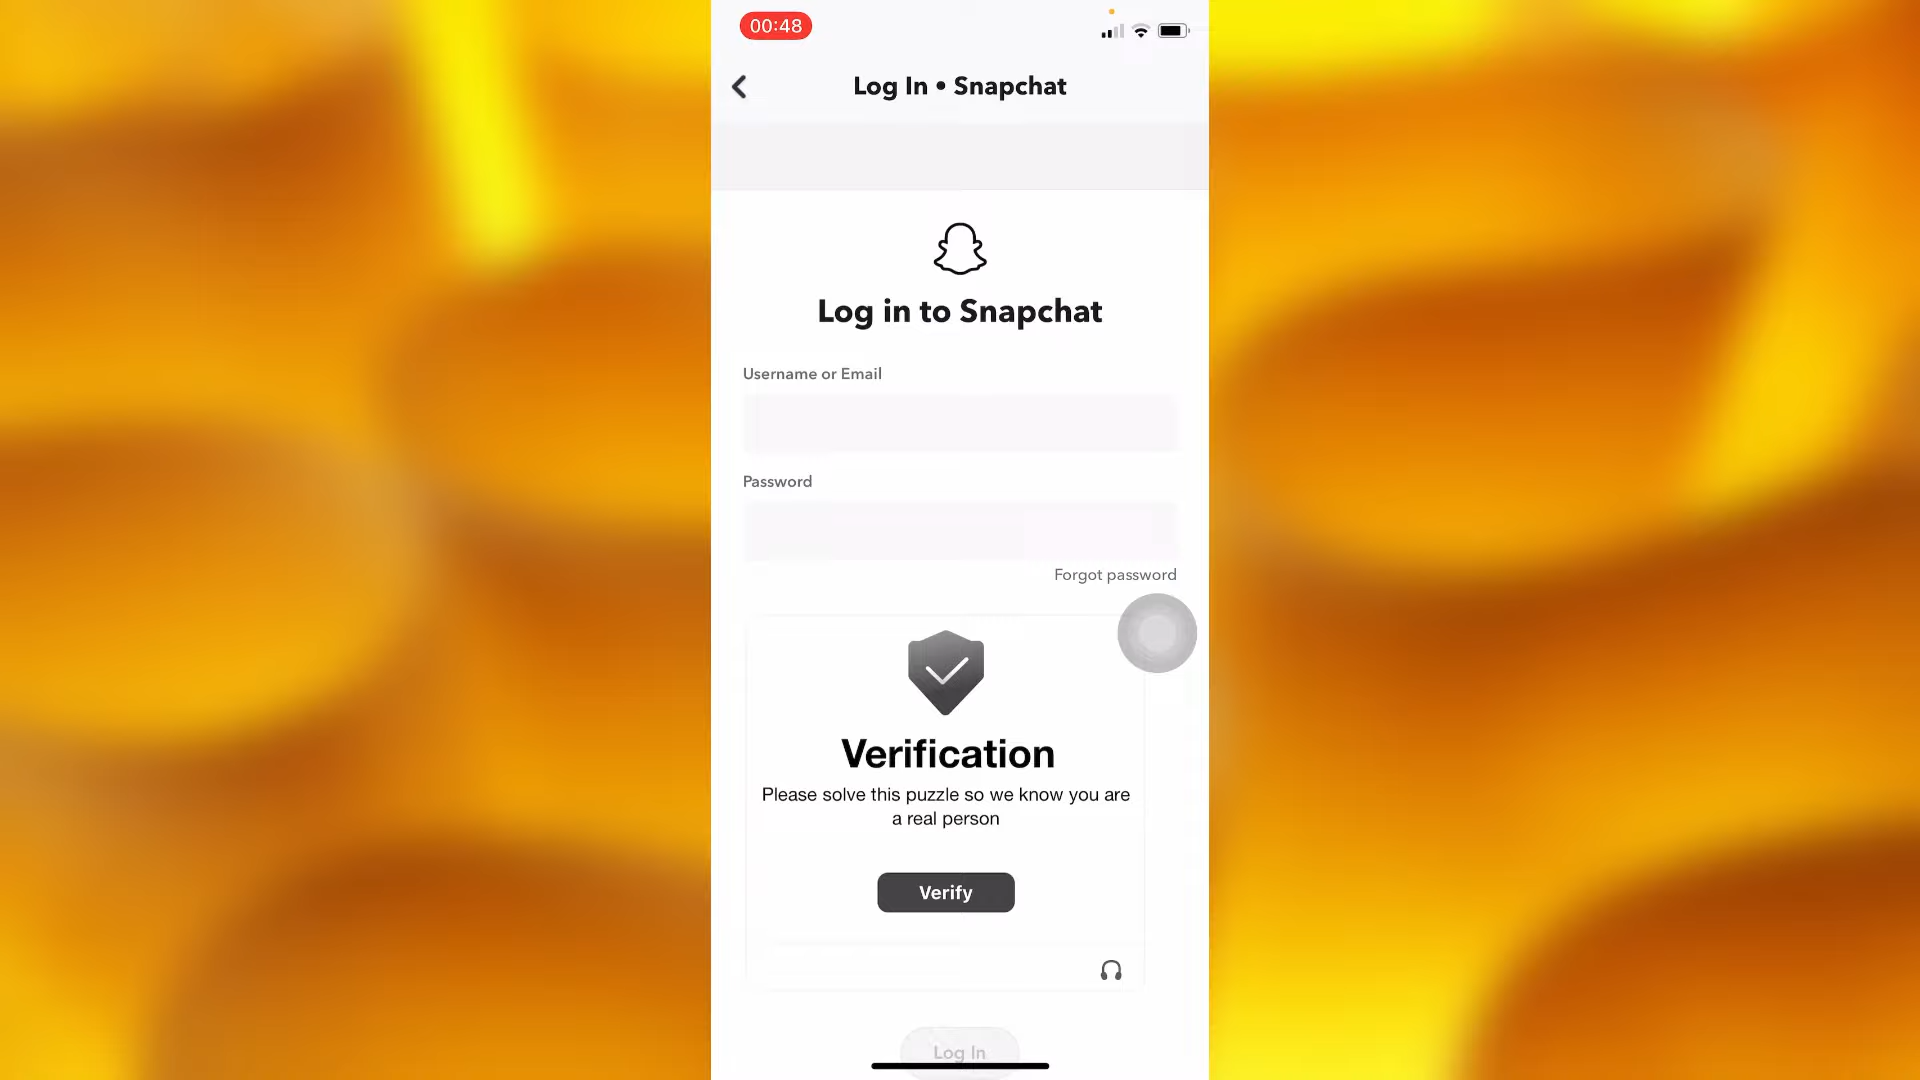 00:48
Log In • Snapchat
Log in to Snapchat
Username or Email
Password
Forgot password
Verification
Please solve this puzzle so we know you are
a real person
Verify
Log In